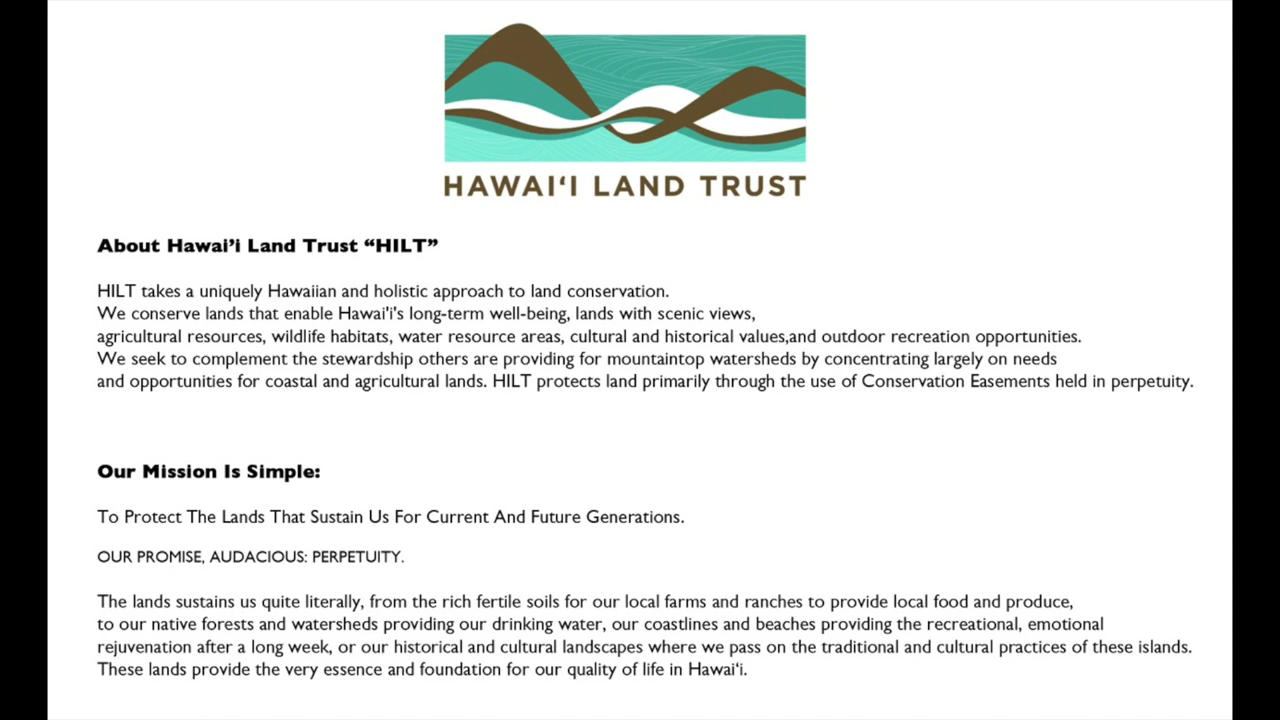 HAWAI‘I LAND TRUST
About Hawai’i Land Trust “HILT”
HILT takes a uniquely Hawaiian and holistic approach to land conservation.
We conserve lands that enable Hawai'i's long-term well-being, lands with scenic views,
agricultural resources, wildlife habitats, water resource areas, cultural and historical values,and outdoor recreation opportunities.
We seek to complement the stewardship others are providing for mountaintop watersheds by concentrating largely on needs
and opportunities for coastal and agricultural lands. HILT protects land primarily through the use of Conservation Easements held in perpetuity.
Our Mission Is Simple:
To Protect The Lands That Sustain Us For Current And Future Generations.
OUR PROMISE, AUDACIOUS: PERPETUITY.
The lands sustains us quite literally, from the rich fertile soils for our local farms and ranches to provide local food and produce,
to our native forests and watersheds providing our drinking water, our coastlines and beaches providing the recreational, emotional
rejuvenation after a long week, or our historical and cultural landscapes where we pass on the traditional and cultural practices of these islands.
These lands provide the very essence and foundation for our quality of life in Hawai‘i.